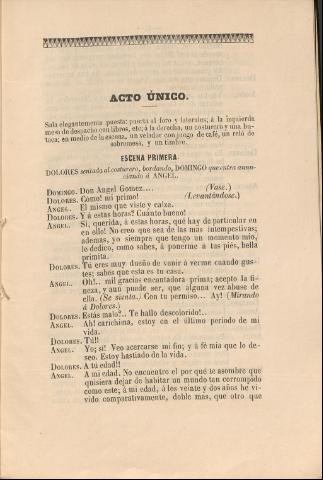 ACTO ÚNICO.
Sala elegantemente puesta: puerta al foro y laterales; á la izquierda
mesa de despacho con libros, etc; á la derecha, un costurero y una bu-
taca; en medio de la escena, un velador con juego de café, un reló de
sobremesa, y un timbre.
ESCENA PRIMERA.
DOLORES sentada al costurero, bordando, DOMINGO que entra anun-
ciando á ANGEL.
DOMINGO. Don Angel Gomez.... (Vase.)
DOLORES. Cómo! mi primo! (Levantándose.)
ANGEL. El mismo que viste y calza.
DOLORES. Y á estas horas? Cuánto bueno!
ANGEL. Si, querida, á estas horas, qué hay de particular en
en ello! No creo que sea de las más intempestivas;
ademas, yo siempre que tengo un momento mio,
le dedico, como sabes, á ponerme á tus piés, bella
primita.
DOLORES. Tú eres muy dueño de venir á verme cuando gus-
tes; sabes que esta es tu casa.
ANGEL. Oh!.. mil gracias encantadora prima; acepto la fi-
neza, y aun puede ser, que alguna vez abuse de
ella. (Se sienta.) Con tu permiso... Ay! (Mirando
á Dolores.)
DOLORES. Estás malo?.. Te hallo descolorido!..
ANGEL. Ah! carichina, estoy en el último período de mi
vida.
DOLORES. Tú!!
ANGEL. Yo; si! Veo acercarse mi fin; y á fé mia que lo de-
seo. Estoy hastiado de la vida.
DOLORES. A tú edad!!
ANGEL. A mi edad. No encuentro el por qué te asombre que
quisiera dejar de habitar un mundo tan corrompido
como este; á mi edad, á los veinte y dos años he vi-
vido comparativamente, doble mas, que otro que